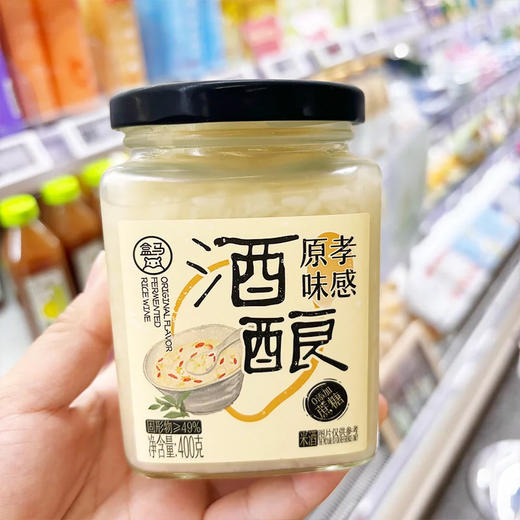 盒马
ORIGINAL FLAVOR
FERMENTED
RICE WINE
酒酿
孝感
原味
0添加
蔗糖
固形物≥49%
净含量:400克
米酒
图片仅供参考